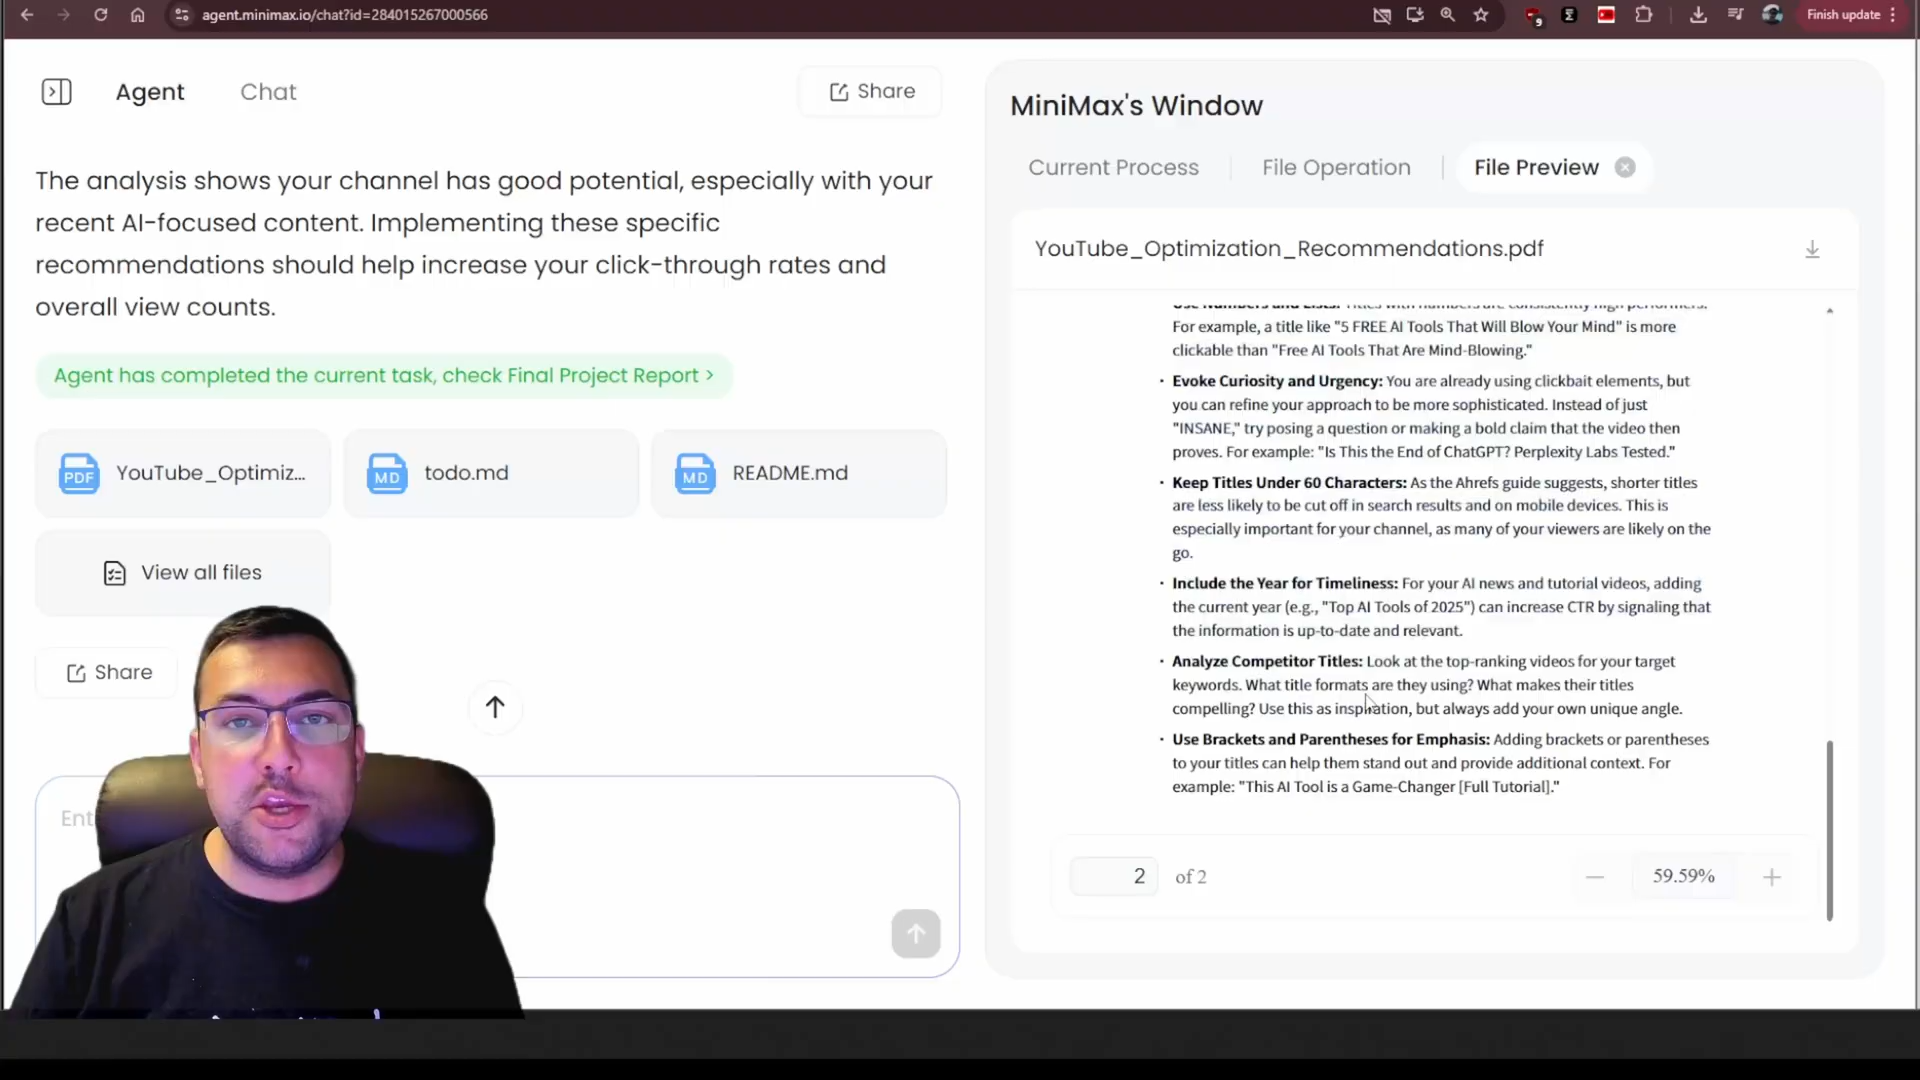 agent.minimax.io/chat?id=284015267000566
9
Finish update
Agent
Chat
Share
The analysis shows your channel has good potential, especially with your
recent AI-focused content. Implementing these specific
recommendations should help increase your click-through rates and
overall view counts.
Agent has completed the current task, check Final Project Report >
PDF
YouTube_Optimiz...
MD
todo.md
MD
README.md
View all files
Share
Ent
MiniMax's Window
Current Process
File Operation
File Preview
YouTube_Optimization_Recommendations.pdf
Use Numbers and Lists: Titles with numbers are consistently high performers.
For example, a title like "5 FREE AI Tools That Will Blow Your Mind" is more
clickable than "Free AI Tools That Are Mind-Blowing."
• Evoke Curiosity and Urgency: You are already using clickbait elements, but
you can refine your approach to be more sophisticated. Instead of just
"INSANE," try posing a question or making a bold claim that the video then
proves. For example: "Is This the End of ChatGPT? Perplexity Labs Tested."
• Keep Titles Under 60 Characters: As the Ahrefs guide suggests, shorter titles
are less likely to be cut off in search results and on mobile devices. This is
especially important for your channel, as many of your viewers are likely on the
go.
• Include the Year for Timeliness: For your AI news and tutorial videos, adding
the current year (e.g., "Top AI Tools of 2025") can increase CTR by signaling that
the information is up-to-date and relevant.
• Analyze Competitor Titles: Look at the top-ranking videos for your target
keywords. What title formats are they using? What makes their titles
compelling? Use this as inspiration, but always add your own unique angle.
• Use Brackets and Parentheses for Emphasis: Adding brackets or parentheses
to your titles can help them stand out and provide additional context. For
example: "This AI Tool is a Game-Changer [Full Tutorial]."
2 of 2
59.59%